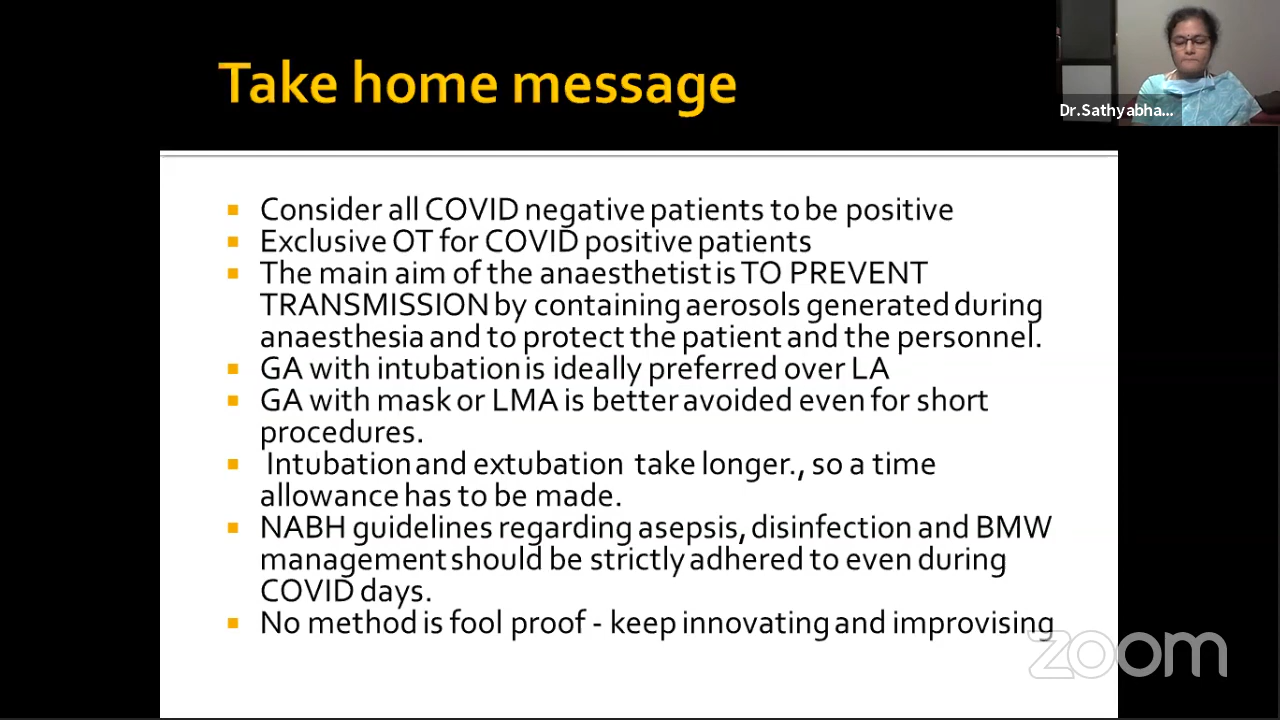 Take home message
Dr.Sathyabha...
Consider all COVID negative patients to be positive
Exclusive OT for COVID positive patients
The main aim of the anaesthetist is TO PREVENT
TRANSMISSION by containing aerosols generated during
anaesthesia and to protect the patient and the personnel.
GA with intubation is ideally preferred over LA
GA with mask or LMA is better avoided even for short
procedures.
Intubation and extubation take longer., so a time
allowance has to be made.
NABH guidelines regarding asepsis, disinfection and BMW
management should be strictly adhered to even during
COVID days.
No method is fool proof - keep innovating and improvising
zoom